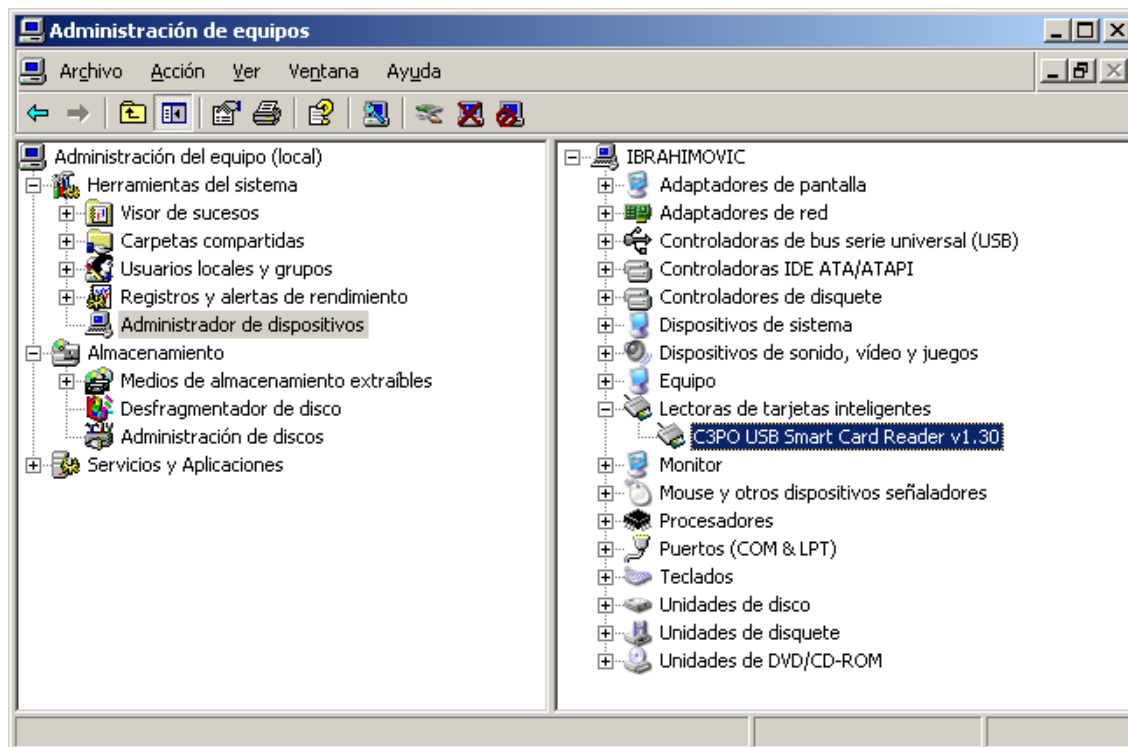 Administración de equipos
Archivo Acción Ver Ventana Ayuda
Administración del equipo (local)
Herramientas del sistema
Visor de sucesos
Carpetas compartidas
Usuarios locales y grupos
Registros y alertas de rendimiento
Administrador de dispositivos
Almacenamiento
Medios de almacenamiento extraíbles
Desfragmentador de disco
Administración de discos
Servicios y Aplicaciones
IBRAHIMOVIC
Adaptadores de pantalla
Adaptadores de red
Controladoras de bus serie universal (USB)
Controladoras IDE ATA/ATAPI
Controladores de disquete
Dispositivos de sistema
Dispositivos de sonido, vídeo y juegos
Equipo
Lectoras de tarjetas inteligentes
C3PO USB Smart Card Reader v1.30
Monitor
Mouse y otros dispositivos señaladores
Procesadores
Puertos (COM & LPT)
Teclados
Unidades de disco
Unidades de disquete
Unidades de DVD/CD-ROM